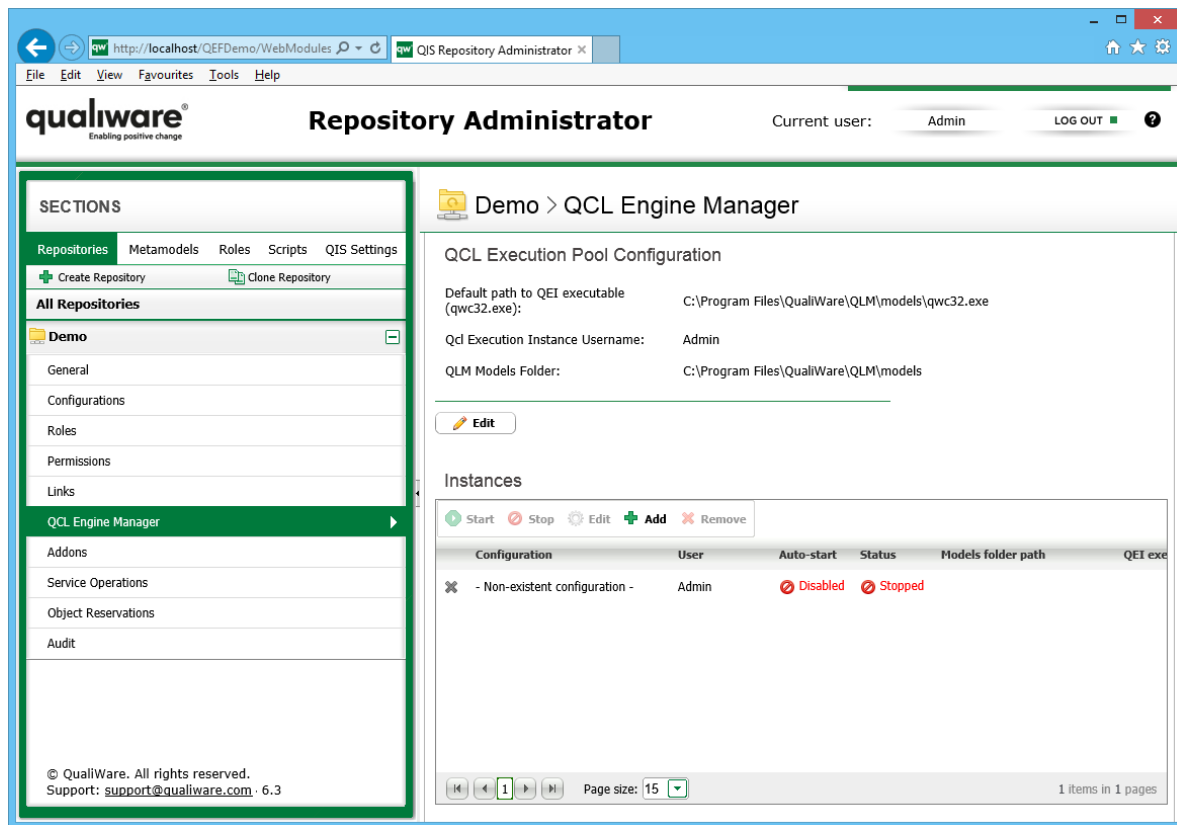 http://localhost/QEFDemo/WebModules
QIS Repository Administrator
File Edit View Favourites Tools Help
qualiware®
Enabling positive change
Repository Administrator
Current user:
Admin
LOG OUT
SECTIONS
Repositories Metamodels Roles Scripts QIS Settings
Create Repository Clone Repository
All Repositories
Demo
General
Configurations
Roles
Permissions
Links
QCL Engine Manager
Addons
Service Operations
Object Reservations
Audit
© QualiWare. All rights reserved.
Support: support@qualiware.com · 6.3
Demo > QCL Engine Manager
QCL Execution Pool Configuration
Default path to QEI executable
(qwc32.exe):
C:\Program Files\QualiWare\QLM\models\qwc32.exe
Qcl Execution Instance Username: Admin
QLM Models Folder: C:\Program Files\QualiWare\QLM\models
Edit
Instances
Start Stop Edit Add Remove
Configuration User Auto-start Status Models folder path QEI exe
- Non-existent configuration - Admin Disabled Stopped
1 Page size: 15 1 items in 1 pages